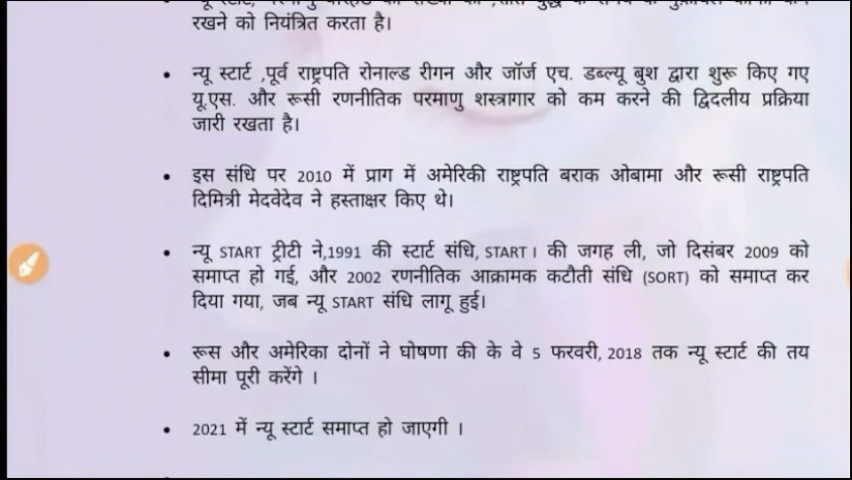 रखने को नियंत्रित करता है।
• न्यू स्टार्ट ,पूर्व राष्ट्रपति रोनाल्ड रीगन और जॉर्ज एच. डब्ल्यू बुश द्वारा शुरू किए गए
यू.एस. और रूसी रणनीतिक परमाणु शस्त्रागार को कम करने की द्विदलीय प्रक्रिया
जारी रखता है।
• इस संधि पर 2010 में प्राग में अमेरिकी राष्ट्रपति बराक ओबामा और रूसी राष्ट्रपति
दिमित्री मेदवेदेव ने हस्ताक्षर किए थे।
• न्यू START ट्रीटी ने,1991 की स्टार्ट संधि, START । की जगह ली, जो दिसंबर 2009 को
समाप्त हो गई, और 2002 रणनीतिक आक्रामक कटौती संधि (SORT) को समाप्त कर
दिया गया, जब न्यू START संधि लागू हुई।
• रूस और अमेरिका दोनों ने घोषणा की के वे 5 फरवरी, 2018 तक न्यू स्टार्ट की तय
सीमा पूरी करेंगे ।
• 2021 में न्यू स्टार्ट समाप्त हो जाएगी ।